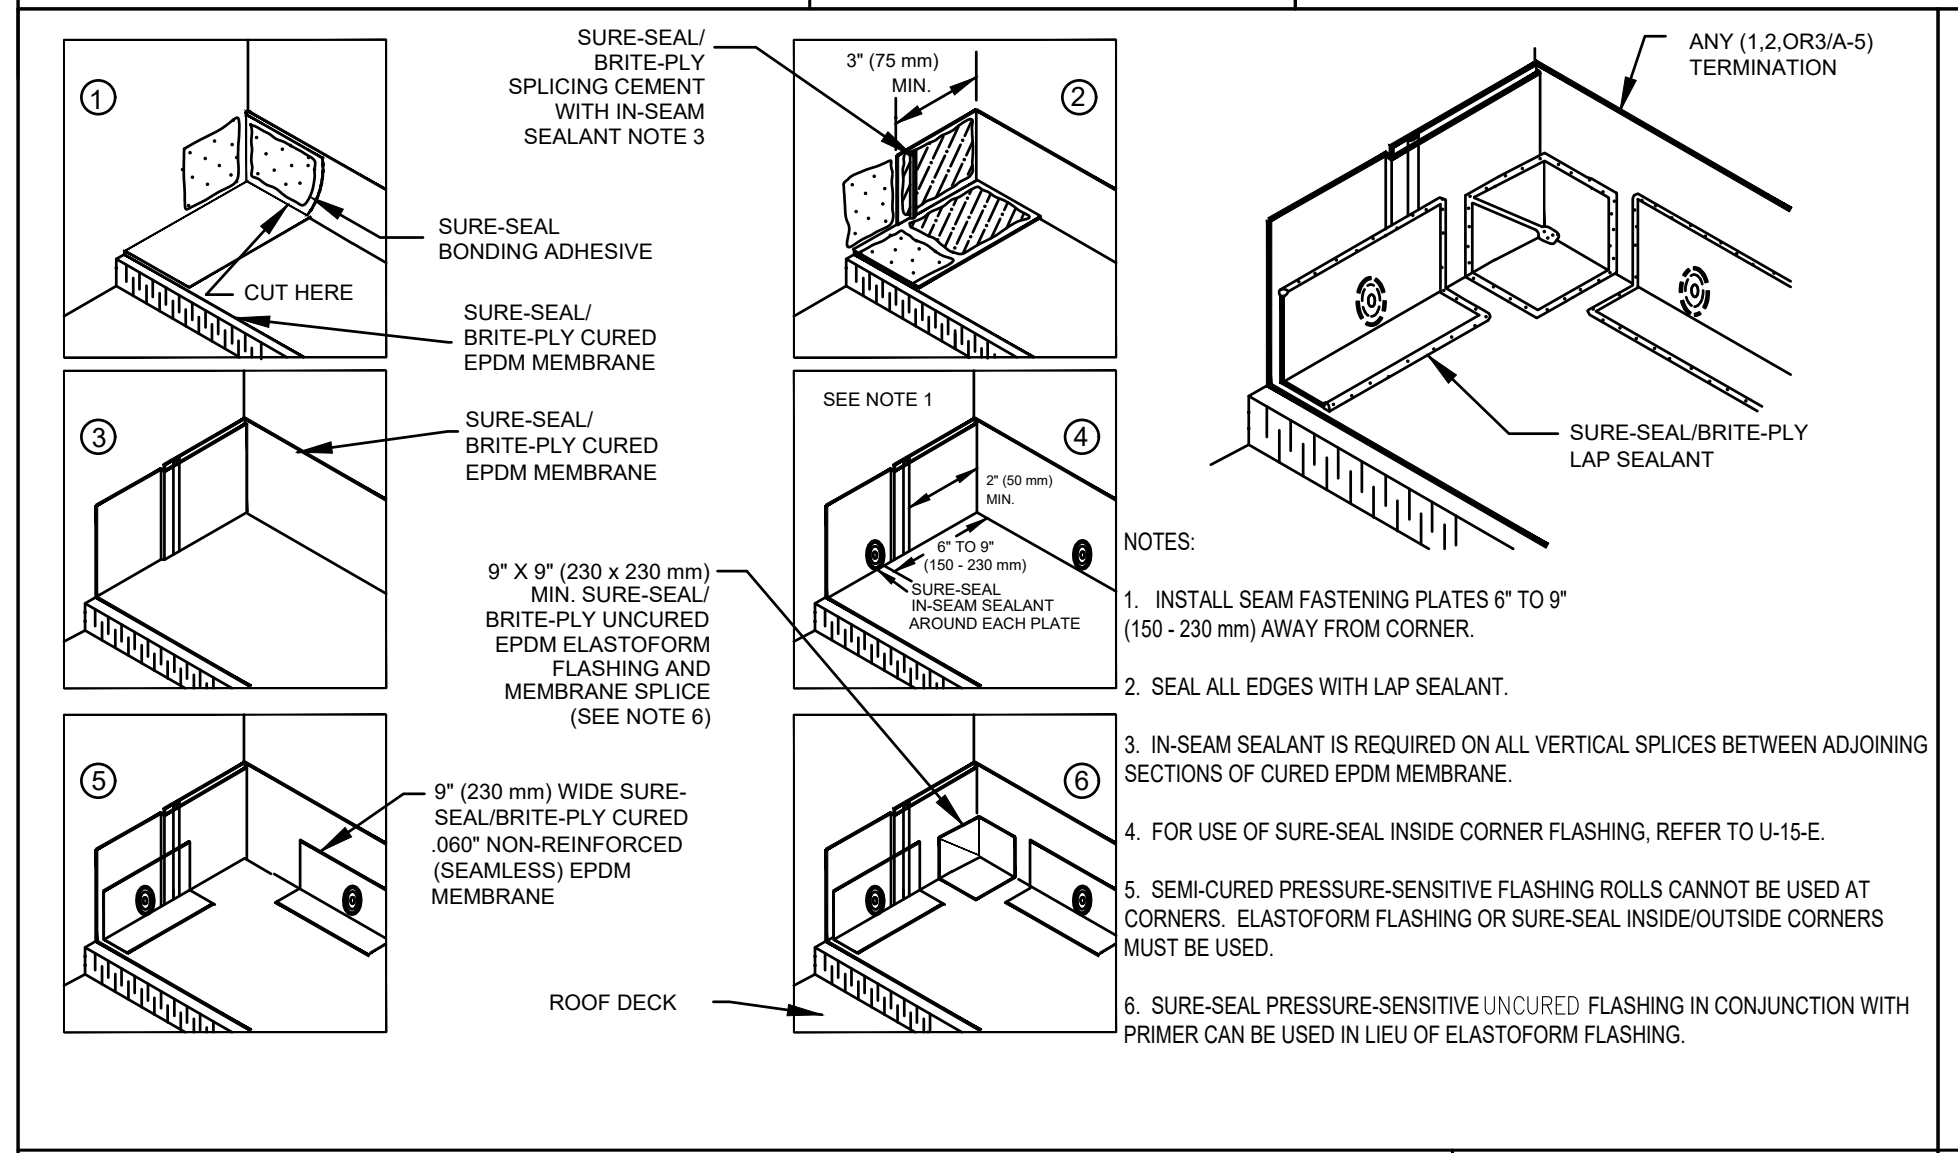 1
CUT HERE
SURE-SEAL/
BRITE-PLY
SPLICING CEMENT
WITH IN-SEAM
SEALANT NOTE 3
SURE-SEAL
BONDING ADHESIVE
SURE-SEAL/
BRITE-PLY CURED
EPDM MEMBRANE
2
3" (75 mm)
MIN.
3
SURE-SEAL/
BRITE-PLY CURED
EPDM MEMBRANE
4
SEE NOTE 1
2" (50 mm)
MIN.
6" TO 9"
(150 - 230 mm)
SURE-SEAL
IN-SEAM SEALANT
AROUND EACH PLATE
9" X 9" (230 x 230 mm)
MIN. SURE-SEAL/
BRITE-PLY UNCURED
EPDM ELASTOFORM
FLASHING AND
MEMBRANE SPLICE
(SEE NOTE 6)
5
9" (230 mm) WIDE SURE-
SEAL/BRITE-PLY CURED
.060" NON-REINFORCED
(SEAMLESS) EPDM
MEMBRANE
6
ROOF DECK
ANY (1,2,OR3/A-5)
TERMINATION
SURE-SEAL/BRITE-PLY
LAP SEALANT
NOTES:
1. INSTALL SEAM FASTENING PLATES 6" TO 9"
(150 - 230 mm) AWAY FROM CORNER.
2. SEAL ALL EDGES WITH LAP SEALANT.
3. IN-SEAM SEALANT IS REQUIRED ON ALL VERTICAL SPLICES BETWEEN ADJOINING
SECTIONS OF CURED EPDM MEMBRANE.
4. FOR USE OF SURE-SEAL INSIDE CORNER FLASHING, REFER TO U-15-E.
5. SEMI-CURED PRESSURE-SENSITIVE FLASHING ROLLS CANNOT BE USED AT
CORNERS. ELASTOFORM FLASHING OR SURE-SEAL INSIDE/OUTSIDE CORNERS
MUST BE USED.
6. SURE-SEAL PRESSURE-SENSITIVE UNCURED FLASHING IN CONJUNCTION WITH
PRIMER CAN BE USED IN LIEU OF ELASTOFORM FLASHING.